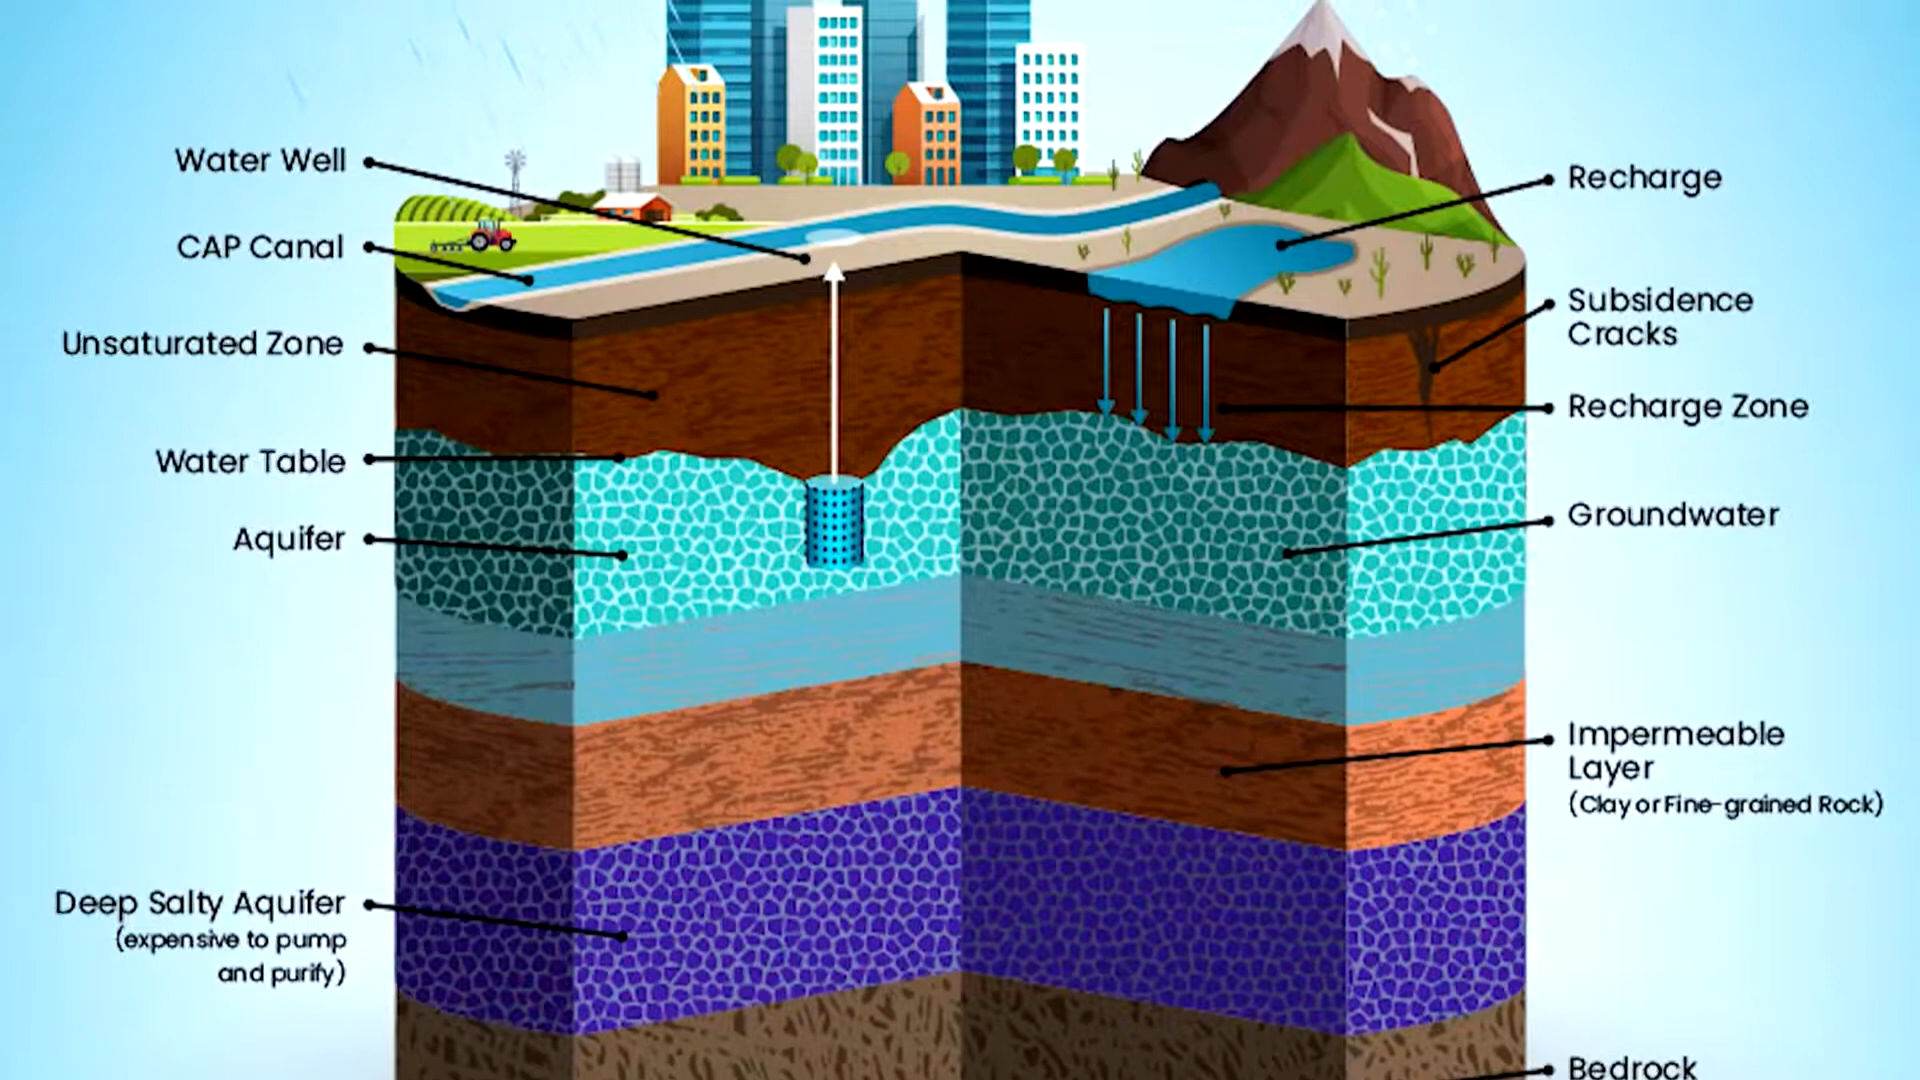 Water Well
CAP Canal
Unsaturated Zone
Water Table
Aquifer
Deep Salty Aquifer
(expensive to pump
and purify)
Recharge
Subsidence
Cracks
Recharge Zone
Groundwater
Impermeable
Layer
(Clay or Fine-grained Rock)
Bedrock